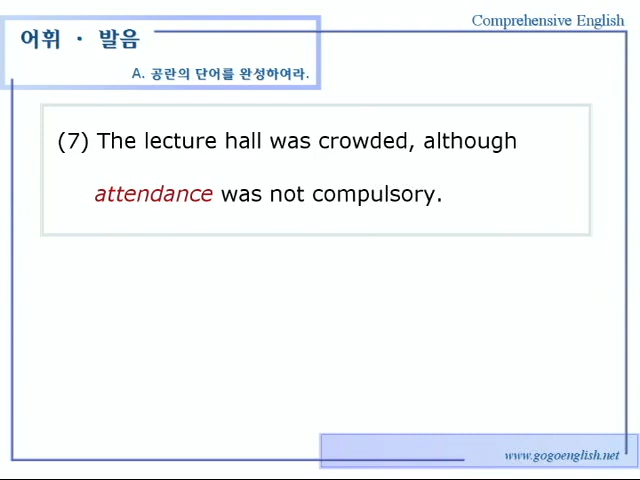 Comprehensive English
어휘 · 발음
A. 공란의 단어를 완성하여라.
(7) The lecture hall was crowded, although
attendance was not compulsory.
www.gogoenglish.net